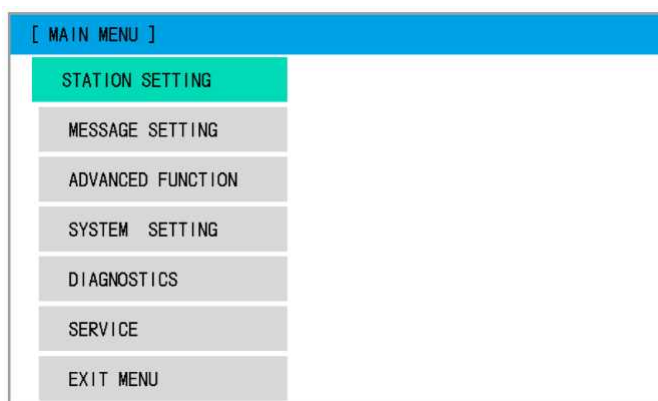 [ MAIN MENU ]
STATION SETTING
MESSAGE SETTING
ADVANCED FUNCTION
SYSTEM  SETTING
DIAGNOSTICS
SERVICE
EXIT MENU